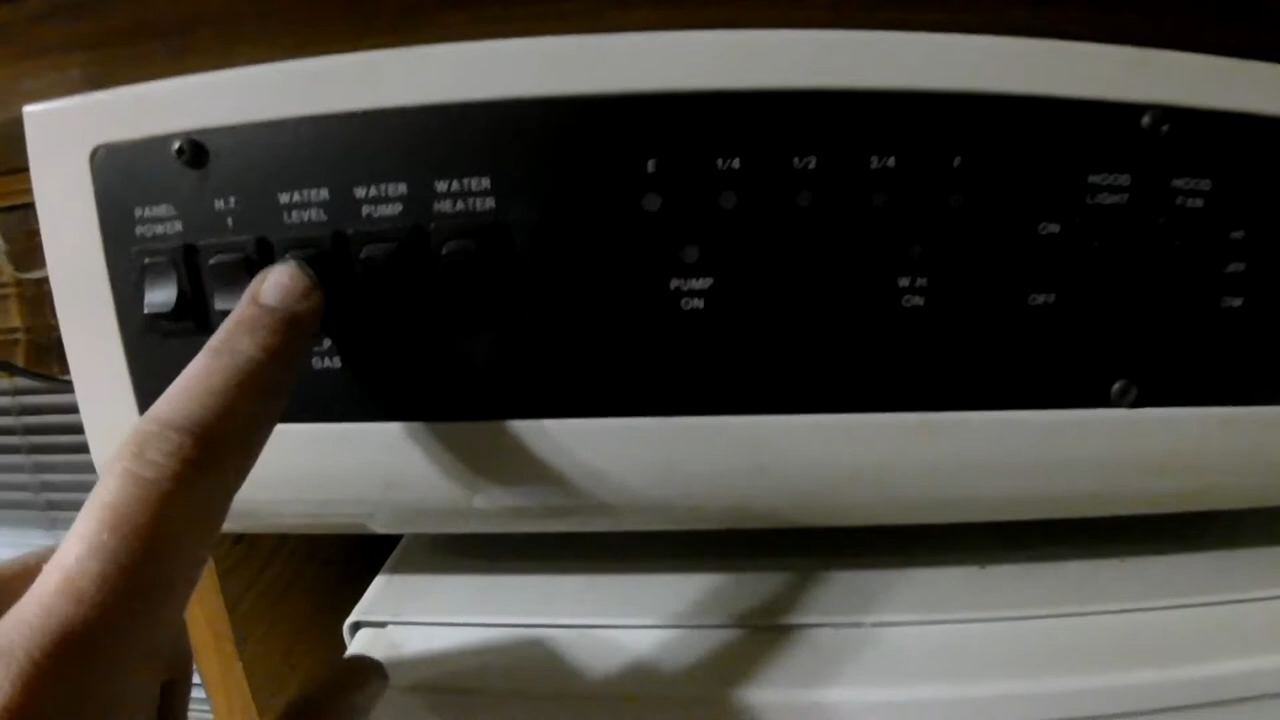 PANEL
POWER
H.T.
1
WATER
LEVEL
WATER
PUMP
WATER
HEATER
E 1/4 1/2 3/4 F
HOOD
LIGHT
HOOD
FAN
ON
OFF
PUMP
ON
W.H.
ON
GAS